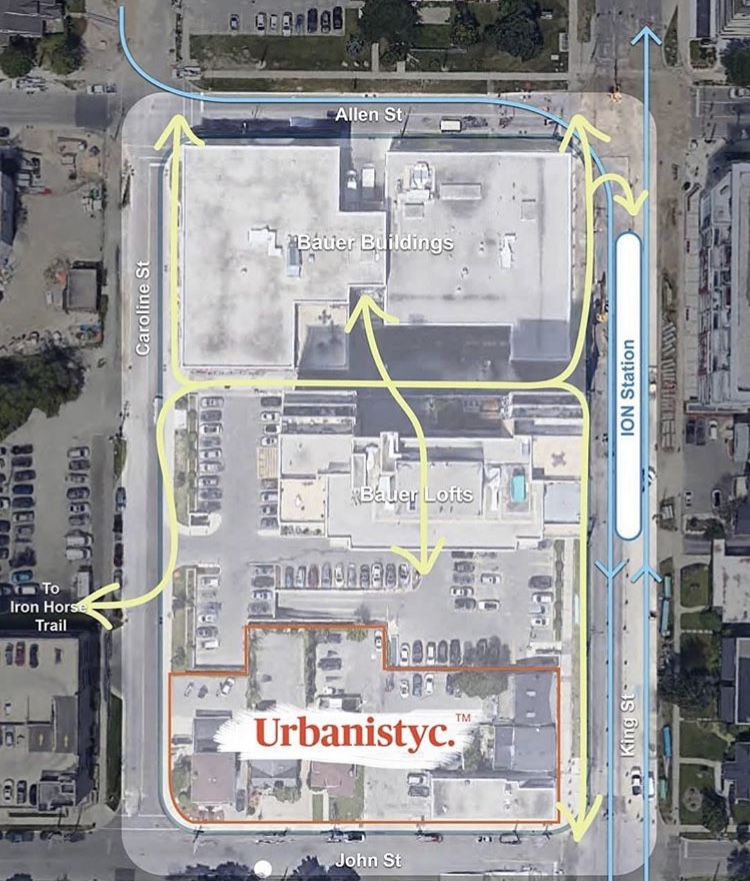 Allen St
Bauer Buildings
Caroline St
ION Station
Bauer Lofts
To
Iron Horse
Trail
King St
Urbanistyc.™
John St